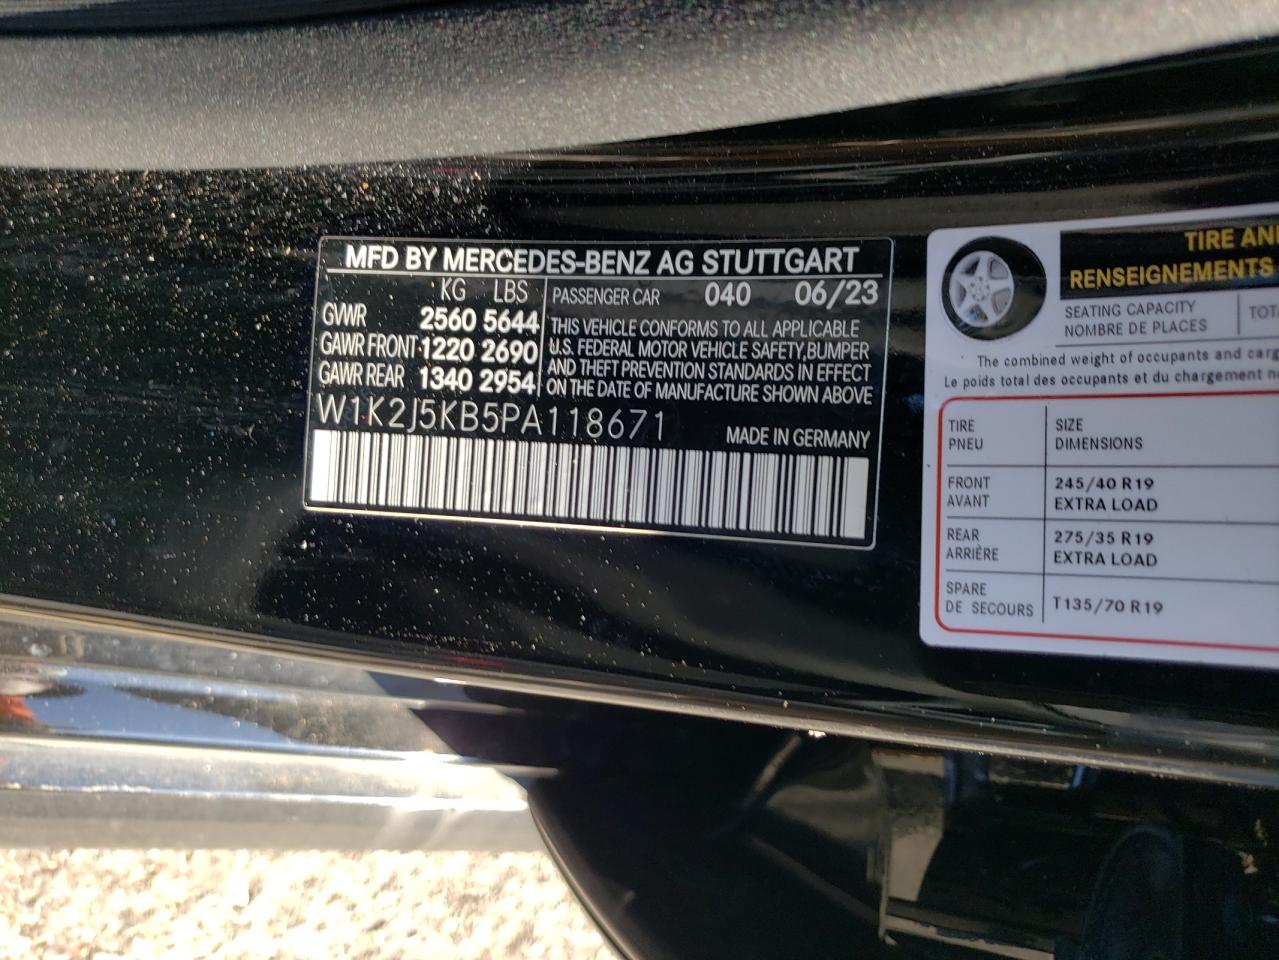 MFD BY MERCEDES-BENZ AG STUTTGART
KG LBS
GVWR 2560 5644
GAWR FRONT 1220 2690
GAWR REAR 1340 2954
PASSENGER CAR 040 06/23
THIS VEHICLE CONFORMS TO ALL APPLICABLE
U.S. FEDERAL MOTOR VEHICLE SAFETY, BUMPER
AND THEFT PREVENTION STANDARDS IN EFFECT
ON THE DATE OF MANUFACTURE SHOWN ABOVE
W1K2J5KB5PA118671
MADE IN GERMANY
TIRE
RENSEIGNEMENTS
SEATING CAPACITY
NOMBRE DE PLACES
The combined weight of occupants and
Le poids total des occupants et du chargement
TIRE SIZE
PNEU DIMENSIONS
FRONT 245/40 R19
AVANT EXTRA LOAD
REAR 275/35 R19
ARRIÈRE EXTRA LOAD
SPARE
DE SECOURS T135/70 R19